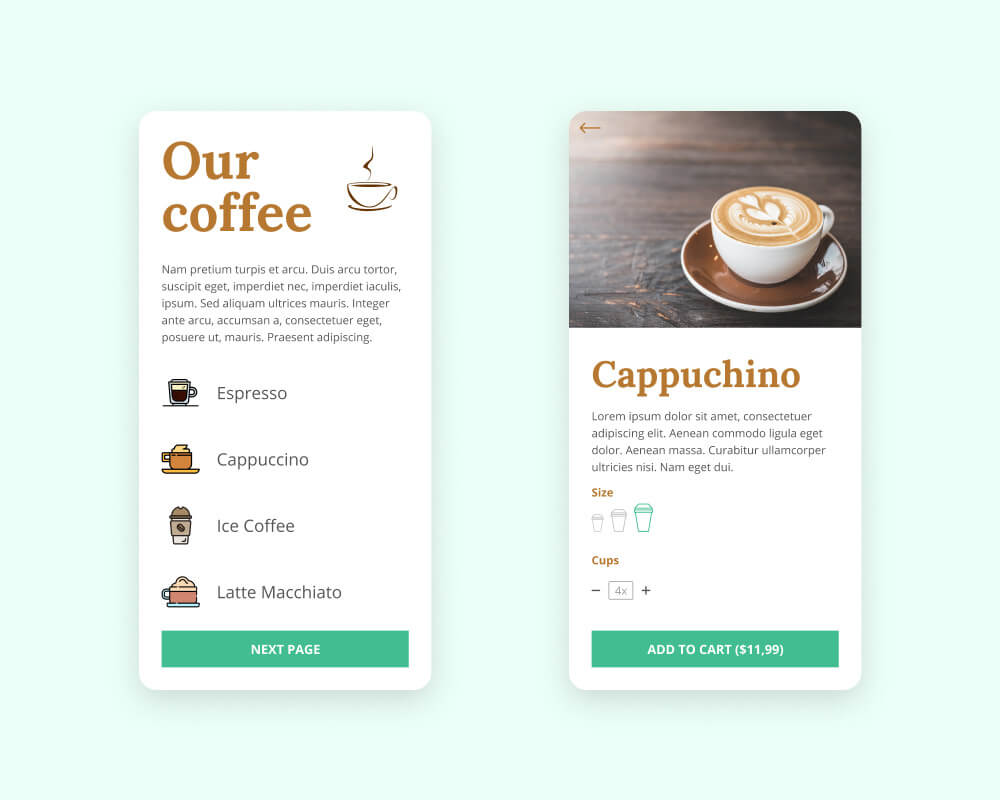 Our
coffee
Nam pretium turpis et arcu. Duis arcu tortor,
suscipit eget, imperdiet nec, imperdiet iaculis,
ipsum. Sed aliquam ultrices mauris. Integer
ante arcu, accumsan a, consectetuer eget,
posuere ut, mauris. Praesent adipiscing.
Espresso
Cappuccino
Ice Coffee
Latte Macchiato
NEXT PAGE
Cappuchino
Lorem ipsum dolor sit amet, consectetuer
adipiscing elit. Aenean commodo ligula eget
dolor. Aenean massa. Curabitur ullamcorper
ultricies nisi. Nam eget dui.
Size
Cups
− 4x +
ADD TO CART ($11,99)